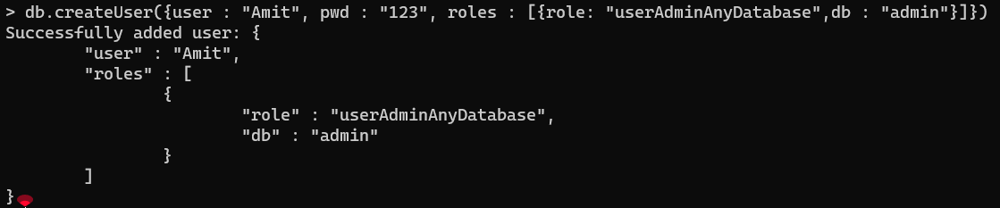 > db.createUser({user : "Amit", pwd : "123", roles : [{role: "userAdminAnyDatabase",db : "admin"}]})
Successfully added user: {
        "user" : "Amit",
        "roles" : [
                {
                        "role" : "userAdminAnyDatabase",
                        "db" : "admin"
                }
        ]
}